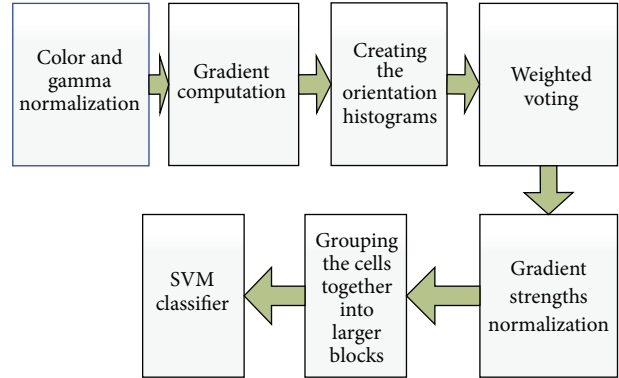 Color and
gamma
normalization
Gradient
computation
Creating
the
orientation
histograms
Weighted
voting
Gradient
strengths
normalization
Grouping
the cells
together
into
larger
blocks
SVM
classifier